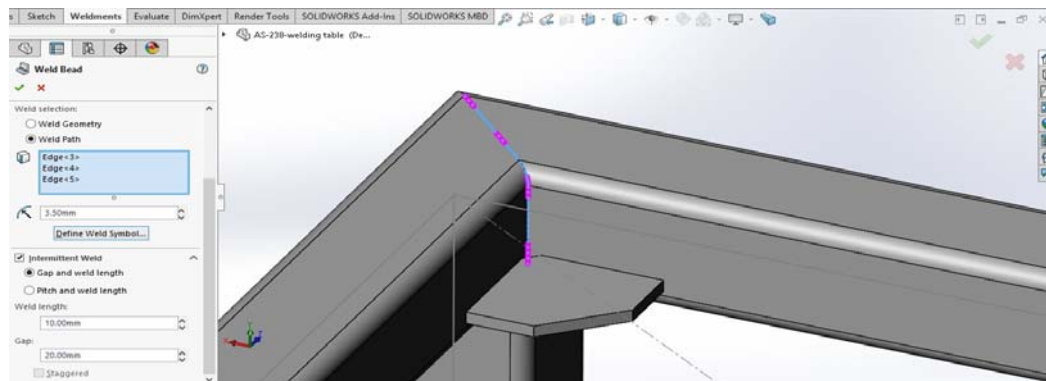 s Sketch Weldments Evaluate DimXpert Render Tools SOLIDWORKS Add-Ins SOLIDWORKS MBD
AS-238-welding table (De...
Weld Bead
Weld selection:
Weld Geometry
Weld Path
Edge<3>
Edge<4>
Edge<5>
3.50mm
Define Weld Symbol...
Intermittent Weld
Gap and weld length
Pitch and weld length
Weld length:
10.00mm
Gap:
20.00mm
Staggered